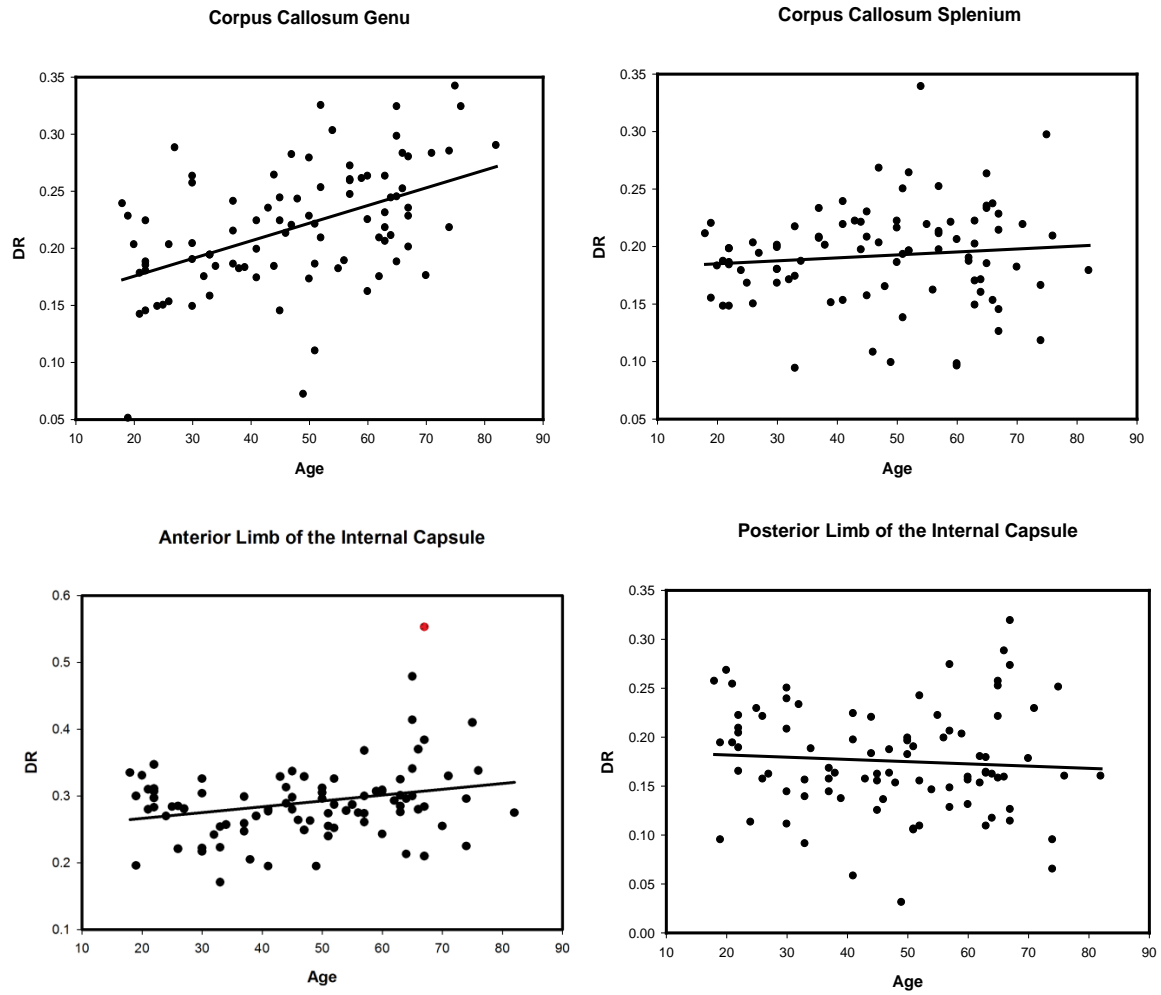 Corpus Callosum Genu
0.35
0.30
0.25
0.20
0.15
0.10
0.05
DR
10 20 30 40 50 60 70 80 90
Age
Corpus Callosum Splenium
0.35
0.30
0.25
0.20
0.15
0.10
0.05
DR
10 20 30 40 50 60 70 80 90
Age
Anterior Limb of the Internal Capsule
0.6
0.5
0.4
0.3
0.2
0.1
DR
10 20 30 40 50 60 70 80 90
Age
Posterior Limb of the Internal Capsule
0.35
0.30
0.25
0.20
0.15
0.10
0.05
0.00
DR
10 20 30 40 50 60 70 80 90
Age